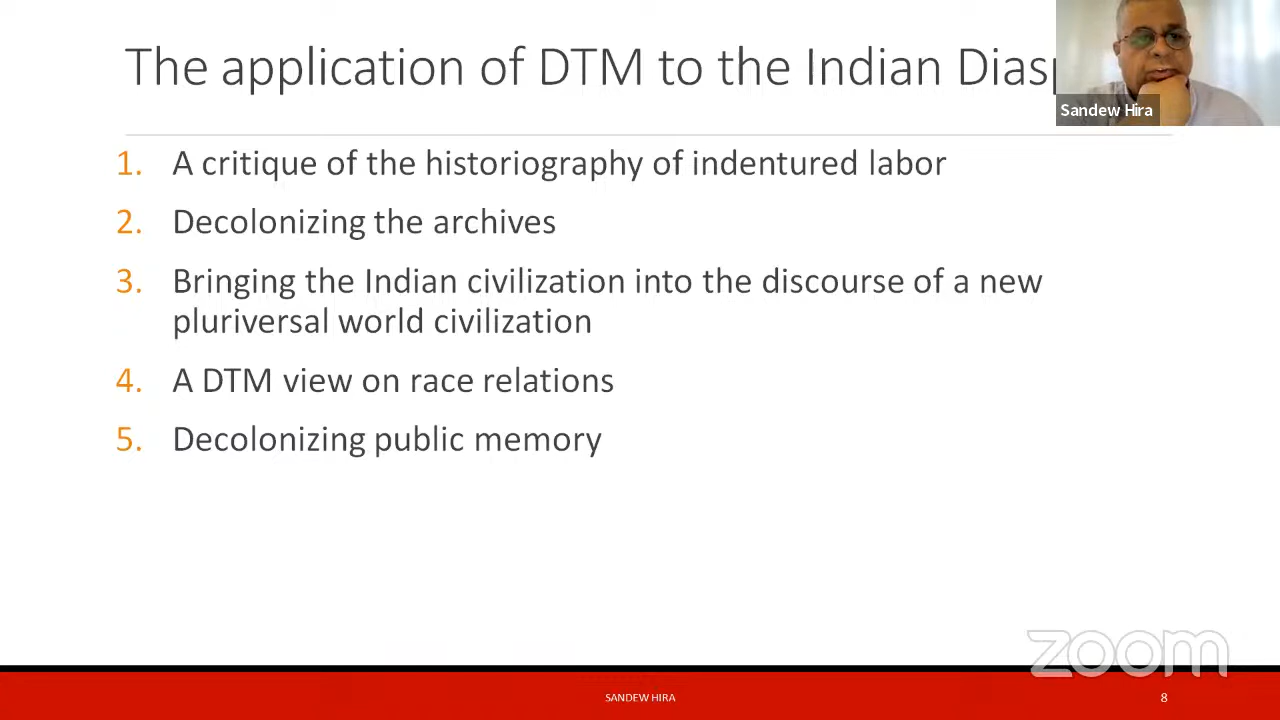 The application of DTM to the Indian
Sandew Hira
1. A critique of the historiography of indentured labor
2. Decolonizing the archives
3. Bringing the Indian civilization into the discourse of a new
pluriversal world civilization
4. A DTM view on race relations
5. Decolonizing public memory
zoom
SANDEW HIRA
8